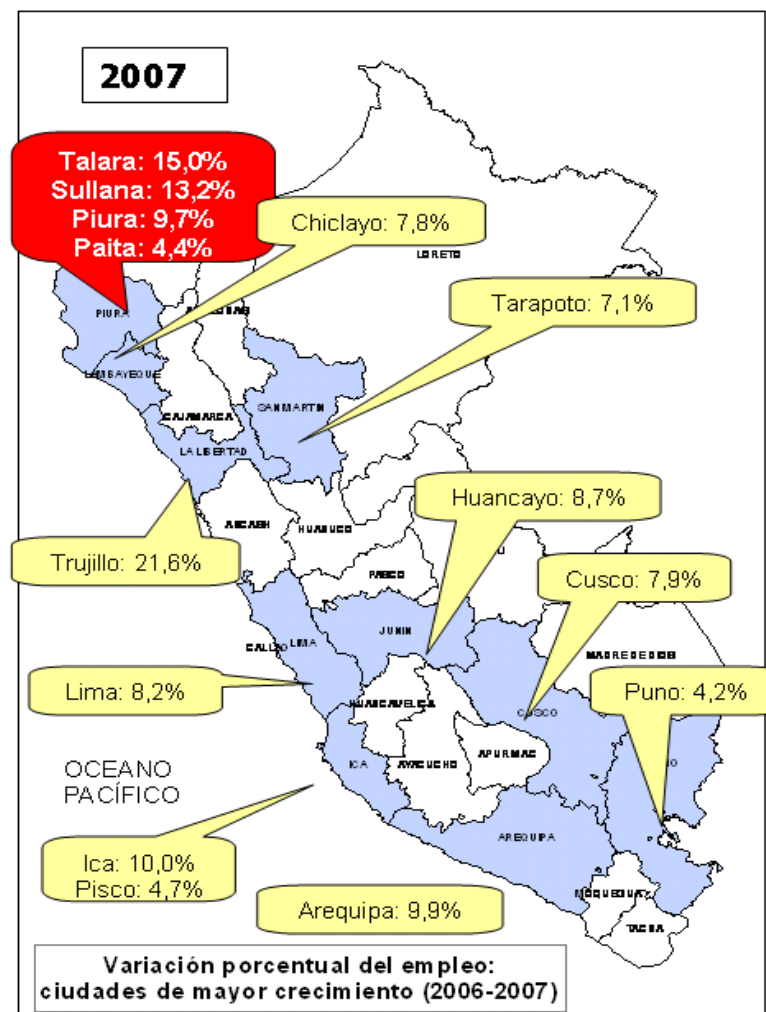 2007
Talara: 15,0%
Sullana: 13,2%
Piura: 9,7%
Paita: 4,4%
Chiclayo: 7,8%
LORETO
Tarapoto: 7,1%
PIURA
LAMBAYEQUE
SAN MARTIN
CAJAMARCA
LA LIBERTAD
Huancayo: 8,7%
ANCASH
HUANUCO
Trujillo: 21,6%
PASCO
Cusco: 7,9%
JUNIN
LIMA
CALLAO
MADRE DE DIOS
Lima: 8,2%
Puno: 4,2%
HUANCAVELICA
CUSCO
ICA
AYACUCHO
APURIMAC
OCEANO
PACÍFICO
AREQUIPA
Ica: 10,0%
Pisco: 4,7%
MOQUEGUA
Arequipa: 9,9%
TACNA
Variación porcentual del empleo:
ciudades de mayor crecimiento (2006-2007)